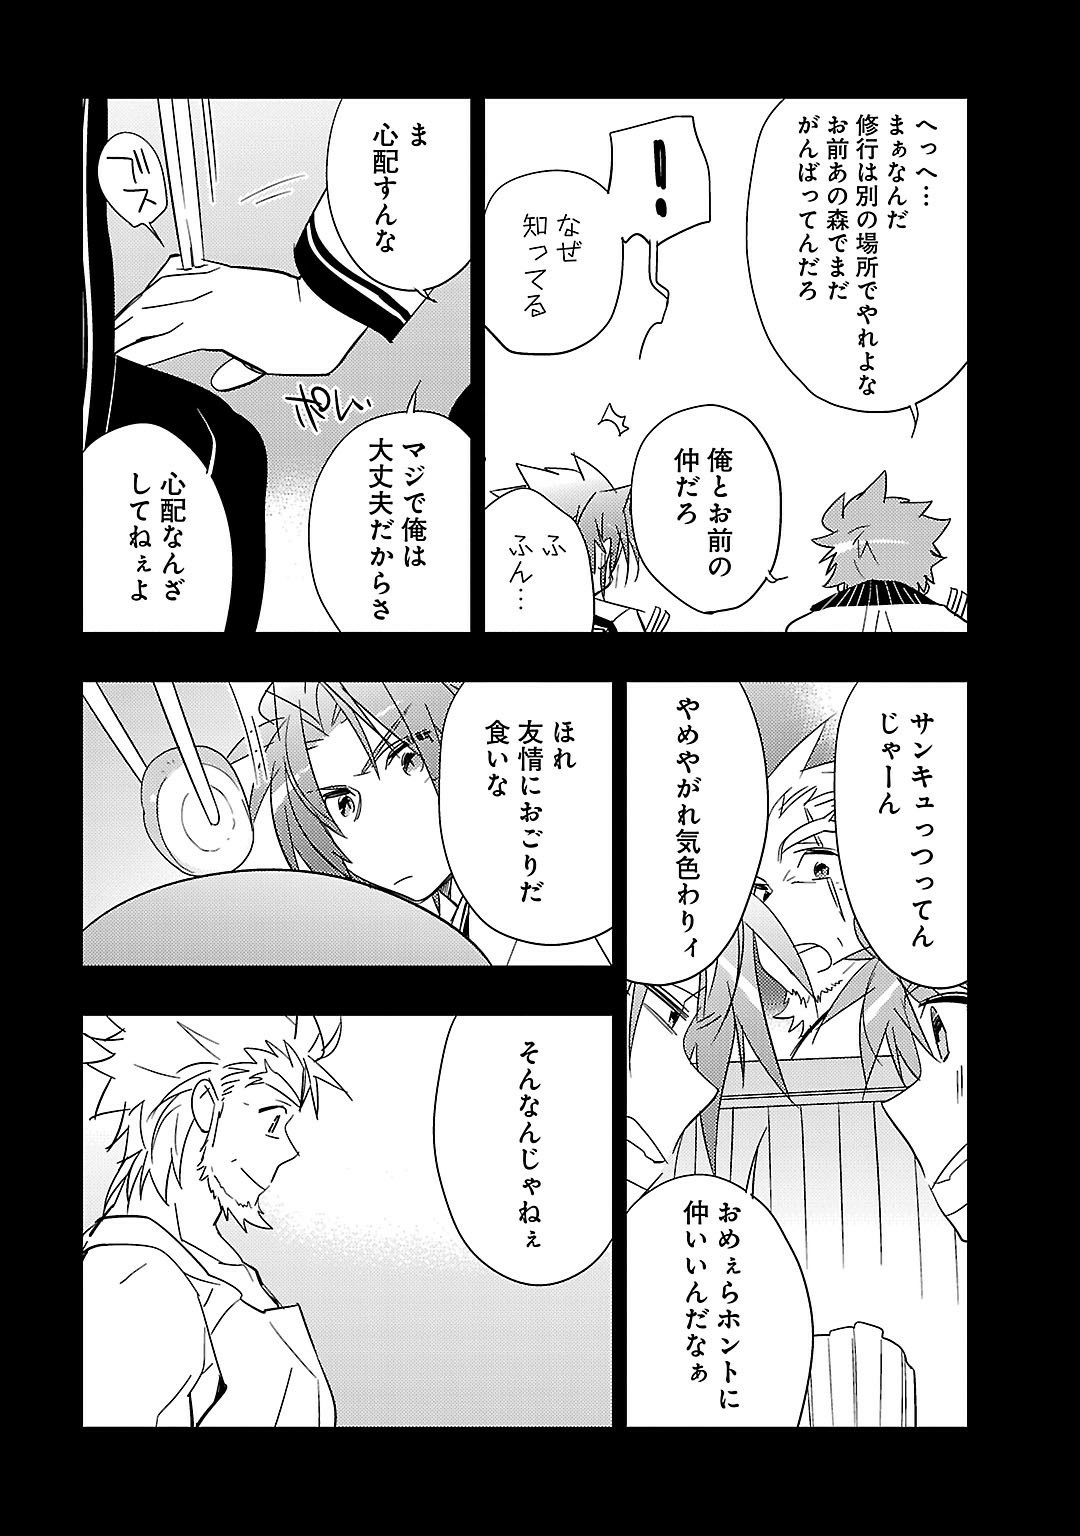 へっへ…
まぁなんだ
修行は別の場所でやれよな
お前あの森でまだ
がんばってんだろ
!!
なぜ
知ってる
俺とお前の
仲だろ
ふ
ふん…
ま
心配すんな
ブス
ポん
マジで俺は
大丈夫だからさ
心配なんざ
してねぇよ
サンキュっつってん
じゃーん
やめやがれ気色わりィ
おめぇらホントに
仲いいんだなぁ
ほれ
友情におごりだ
食いな
そんなんじゃねぇ